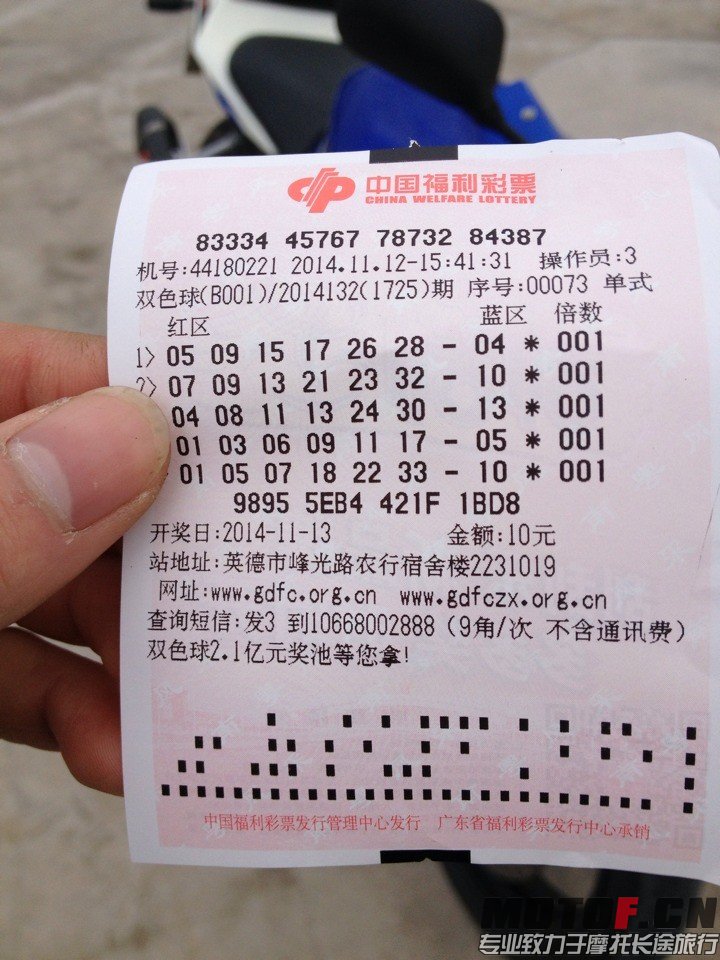 中国福利彩票
CHINA WELFARE LOTTERY
83334 45767 78732 84387
机号:44180221 2014.11.12-15:41:31 操作员:3
双色球(B001)/2014132(1725)期 序号:00073 单式
红区 蓝区 倍数
1> 05 09 15 17 26 28 - 04 * 001
2> 07 09 13 21 23 32 - 10 * 001
04 08 11 13 24 30 - 13 * 001
01 03 06 09 11 17 - 05 * 001
01 05 07 18 22 33 - 10 * 001
9895 5EB4 421F 1BD8
开奖日:2014-11-13 金额:10元
站地址:英德市峰光路农行宿舍楼2231019
网址:www.gdfc.org.cn www.gdfczx.org.cn
查询短信:发3 到10668002888 (9角/次 不含通讯费)
双色球2.1亿元奖池等您拿!
中国福利彩票发行管理中心发行 广东省福利彩票发行中心承销
MOTOF.CN
专业致力于摩托长途旅行